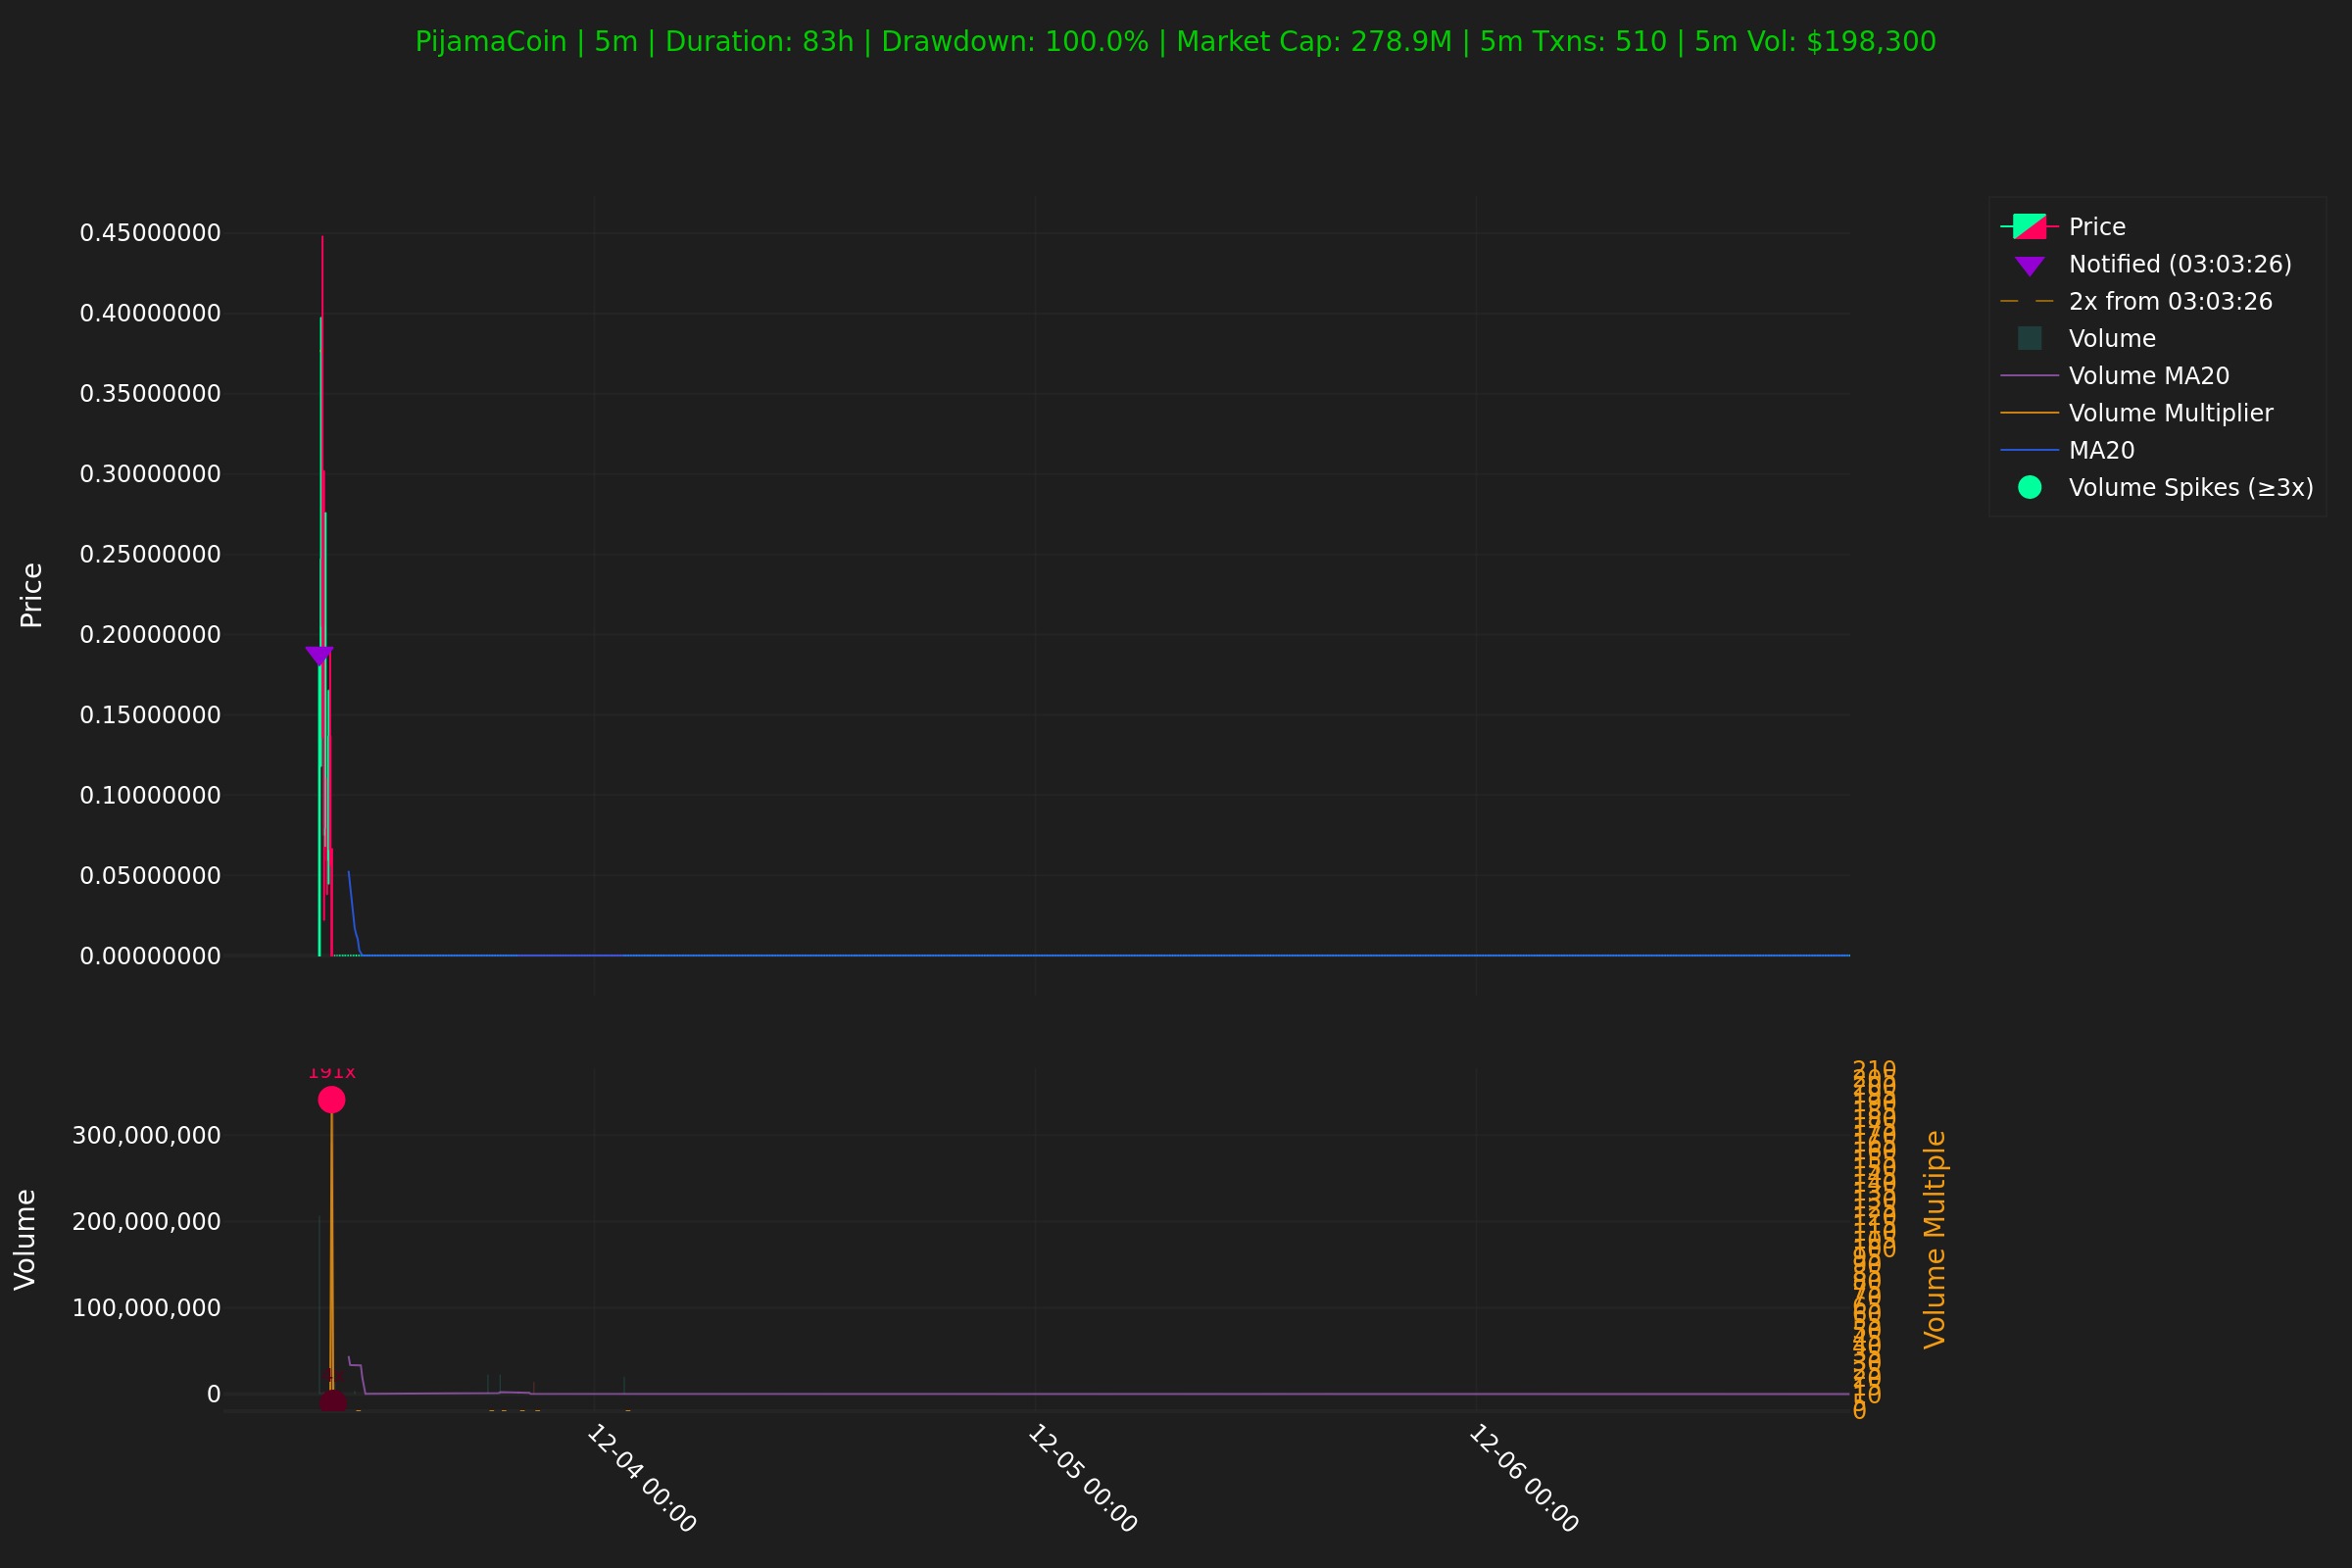 PijamaCoin | 5m | Duration: 83h | Drawdown: 100.0% | Market Cap: 278.9M | 5m Txns: 510 | 5m Vol: $198,300
Price
0.45000000
0.40000000
0.35000000
0.30000000
0.25000000
0.20000000
0.15000000
0.10000000
0.05000000
0.00000000
Price
Notified (03:03:26)
2x from 03:03:26
Volume
Volume MA20
Volume Multiplier
MA20
Volume Spikes (≥3x)
191x
Volume
300,000,000
200,000,000
100,000,000
0
210
0
Volume Multiple
12-04 00:00
12-05 00:00
12-06 00:00